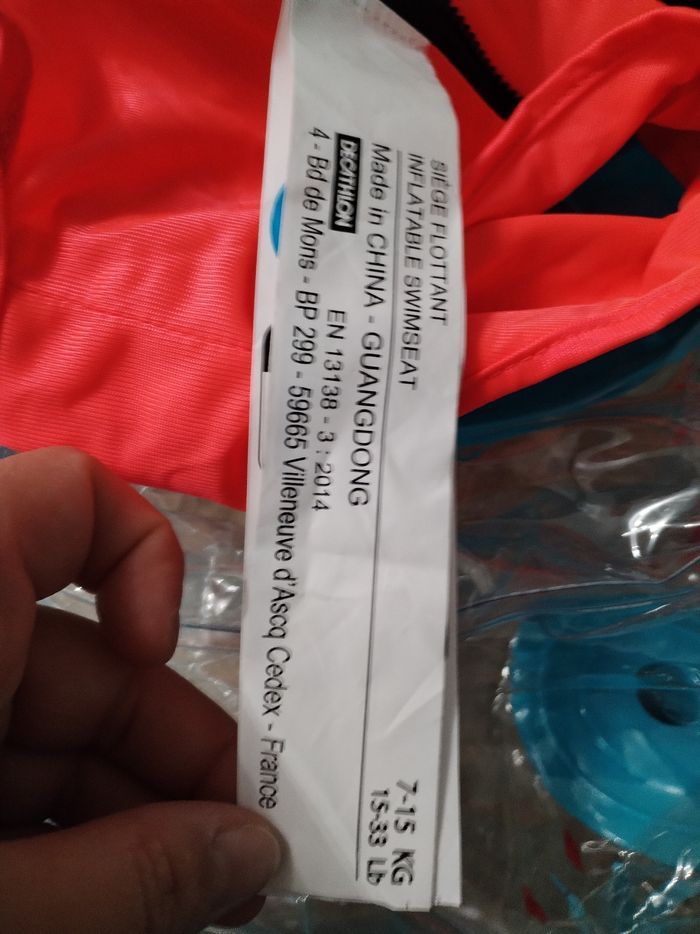 SIÈGE FLOTTANT
INFLATABLE SWIMSEAT
7-15 KG
15-33 Lb
Made in CHINA - GUANGDONG
DECATHLON
EN 13138 - 3 : 2014
4 - Bd de Mons - BP 299 - 59665 Villeneuve d'Ascq Cedex - France